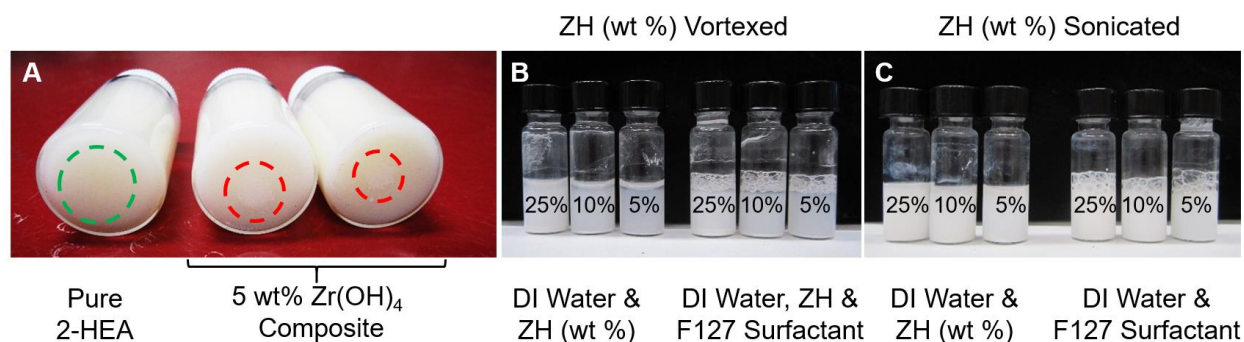 ZH (wt %) Vortexed
ZH (wt %) Sonicated
A
B
C
25% 10% 5%
25% 10% 5%
25% 10% 5%
25% 10% 5%
Pure
2-HEA
5 wt% Zr(OH)4
Composite
DI Water &
ZH (wt %)
DI Water, ZH &
F127 Surfactant
DI Water &
ZH (wt %)
DI Water &
F127 Surfactant